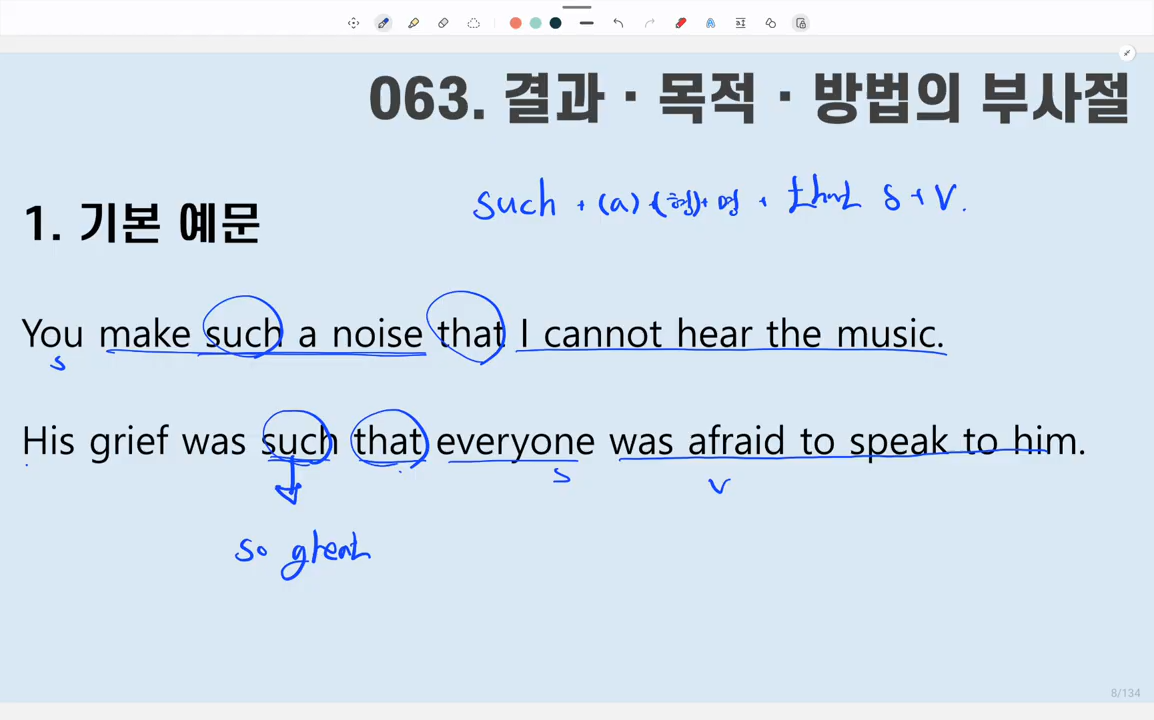 063. 결과 · 목적 · 방법의 부사절
such + (a) + (형) + 명 + that S + V.
1. 기본 예문
You make such a noise that I cannot hear the music.
S
His grief was such that everyone was afraid to speak to him.
S V
so great
8/134